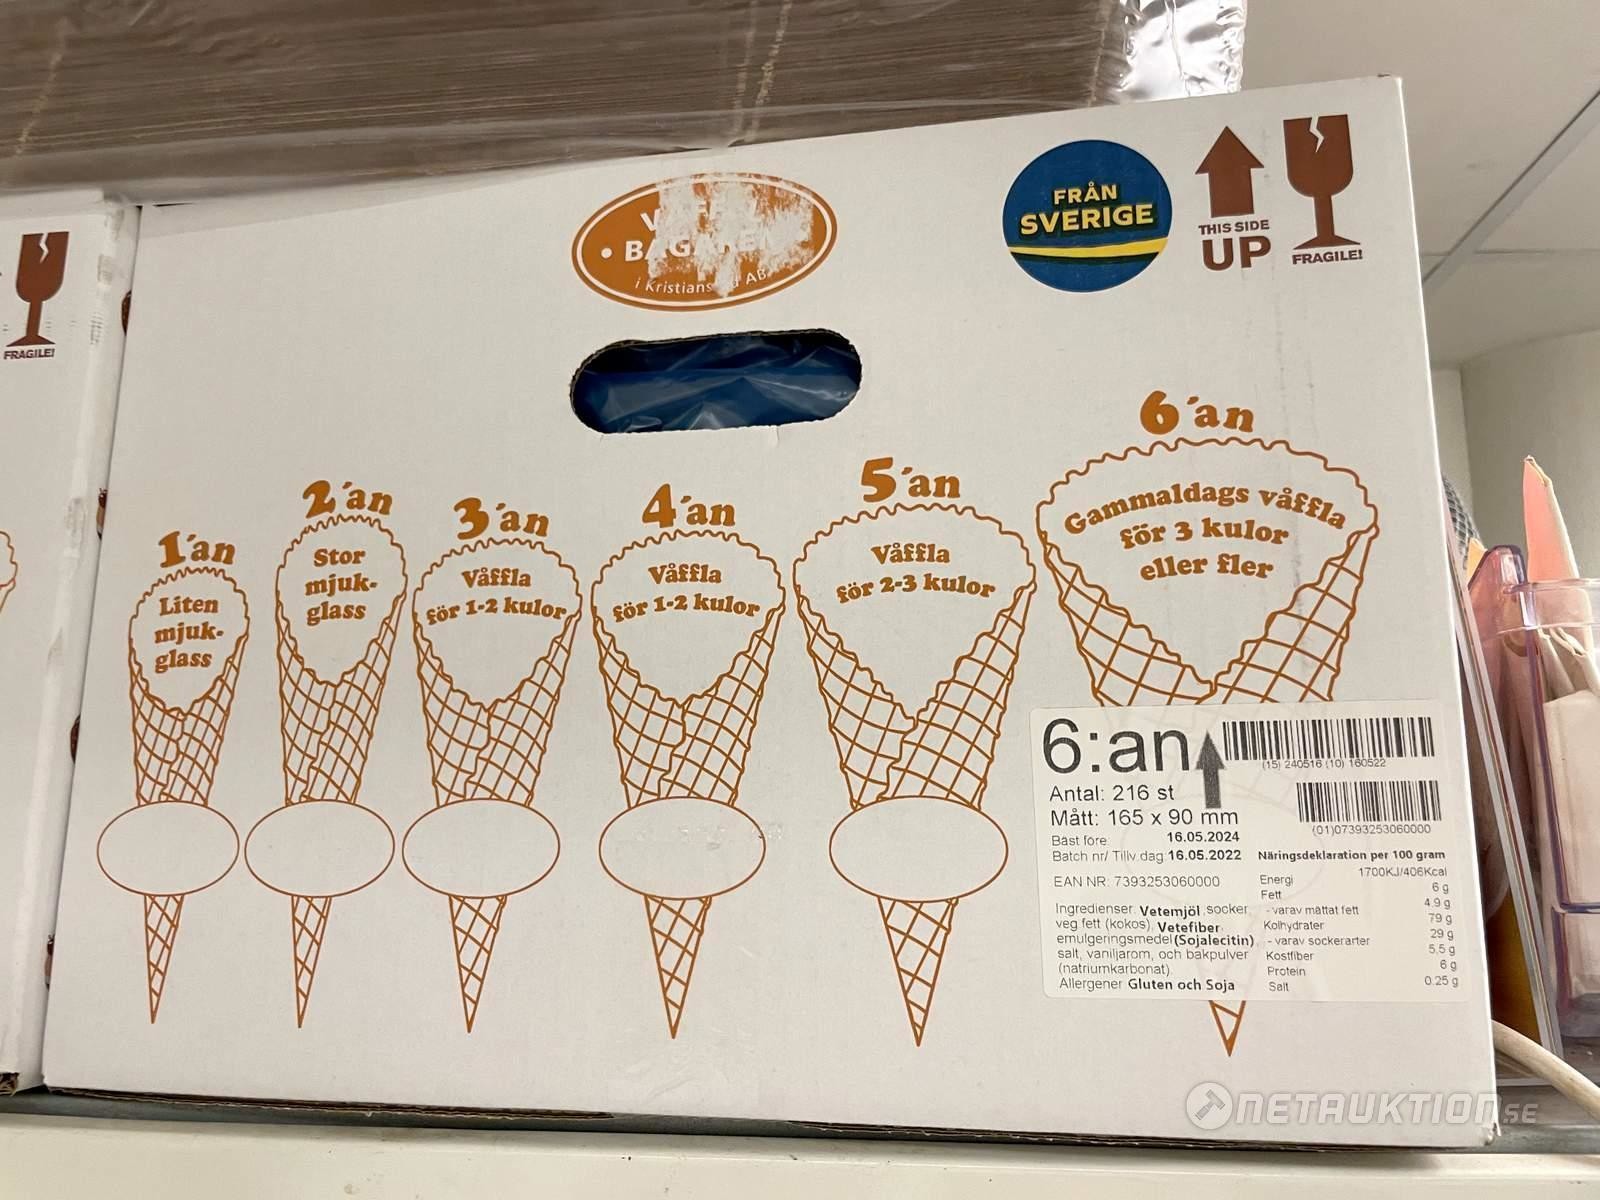 FRÅN
SVERIGE
THIS SIDE
UP
FRAGILE!
FRAGILE!
i Kristianstad AB
1´an
Liten
mjuk-
glass
2´an
Stor
mjuk-
glass
3´an
Våffla
för 1-2 kulor
4´an
Våffla
för 1-2 kulor
5´an
Våffla
för 2-3 kulor
6´an
Gammaldags våffla
för 3 kulor
eller fler
6:an
(15) 240516 (10) 160522
Antal: 216 st
Mått: 165 x 90 mm
(01)07393253060000
Bäst före: 16.05.2024
Batch nr/ Tillv.dag: 16.05.2022
EAN NR: 7393253060000
Ingredienser: Vetemjöl, socker,
veg fett (kokos), Vetefiber
emulgeringsmedel (Sojalecitin),
salt, vaniljarom, och bakpulver
(natriumkarbonat).
Allergener Gluten och Soja
Näringsdeklaration per 100 gram
Energi 1700KJ/406Kcal
Fett 6 g
- varav mättat fett 4.9 g
Kolhydrater 79 g
- varav sockerarter 29 g
Kostfiber 5,5 g
Protein 6 g
Salt 0.25 g
NETAUKTION.SE